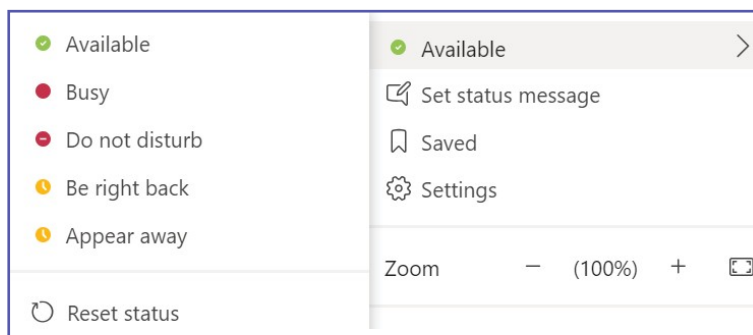 Available
Busy
Do not disturb
Be right back
Appear away
Reset status
Available
Set status message
Saved
Settings
Zoom − (100%) +